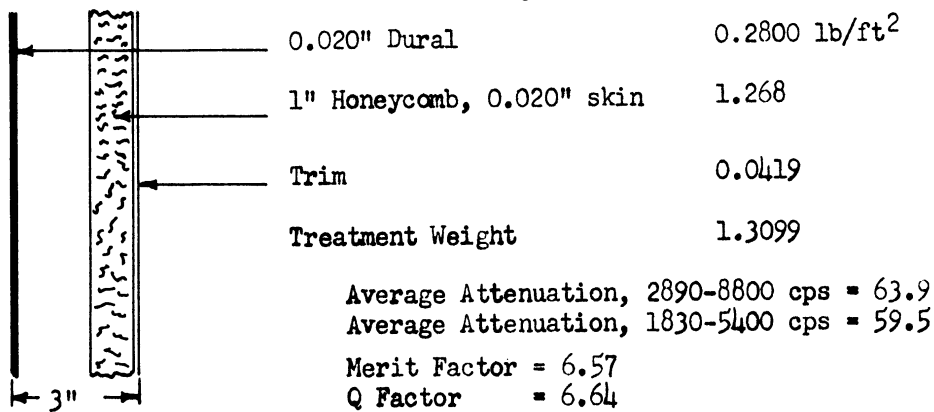 0.020" Dural 0.2800 lb/ft²
1" Honeycomb, 0.020" skin 1.268
Trim 0.0419
Treatment Weight 1.3099
Average Attenuation, 2890-8800 cps = 63.9
Average Attenuation, 1830-5400 cps = 59.5
Merit Factor = 6.57
Q Factor = 6.64
3"